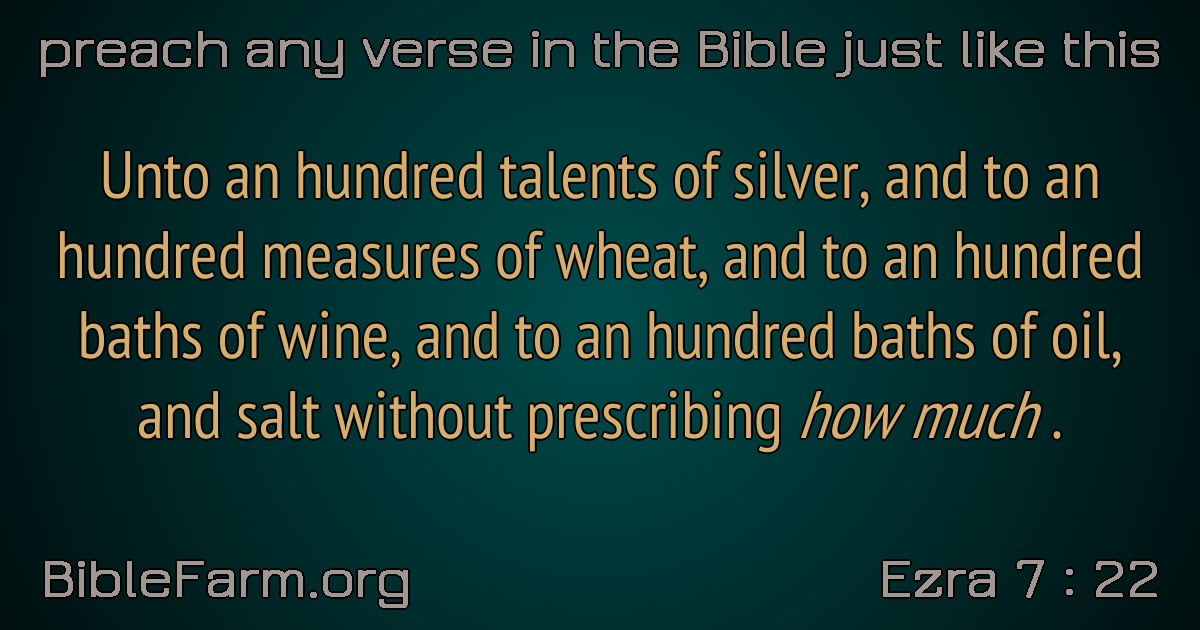 preach any verse in the Bible just like this
Unto an hundred talents of silver, and to an
hundred measures of wheat, and to an hundred
baths of wine, and to an hundred baths of oil,
and salt without prescribing how much .
BibleFarm.org
Ezra 7 : 22